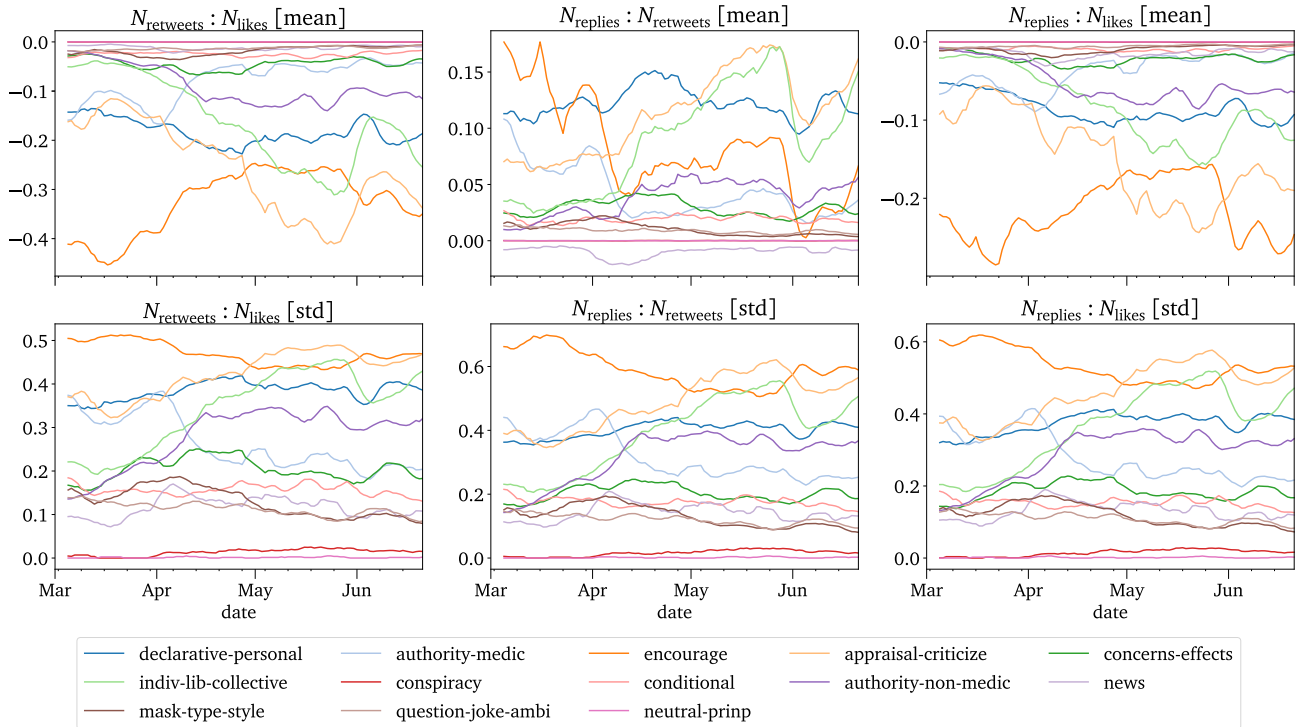 N_retweets : N_likes [mean]
N_replies : N_retweets [mean]
N_replies : N_likes [mean]
0.0
−0.1
−0.2
−0.3
−0.4
0.15
0.10
0.05
0.00
0.0
−0.1
−0.2
N_retweets : N_likes [std]
N_replies : N_retweets [std]
N_replies : N_likes [std]
0.5
0.4
0.3
0.2
0.1
0.0
0.6
0.4
0.2
0.0
0.6
0.4
0.2
0.0
Mar Apr May Jun
Mar Apr May Jun
Mar Apr May Jun
date
date
date
declarative-personal authority-medic encourage appraisal-criticize concerns-effects
indiv-lib-collective conspiracy conditional authority-non-medic news
mask-type-style question-joke-ambi neutral-prinp